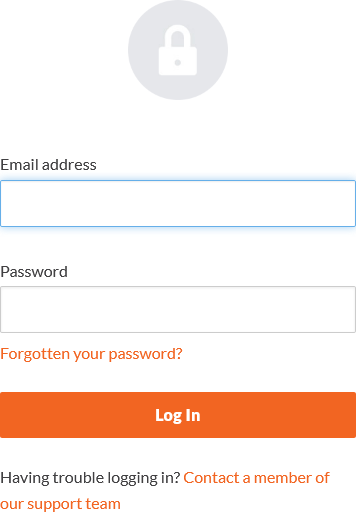 Email address
Password
Forgotten your password?
Log In
Having trouble logging in? Contact a member of
our support team